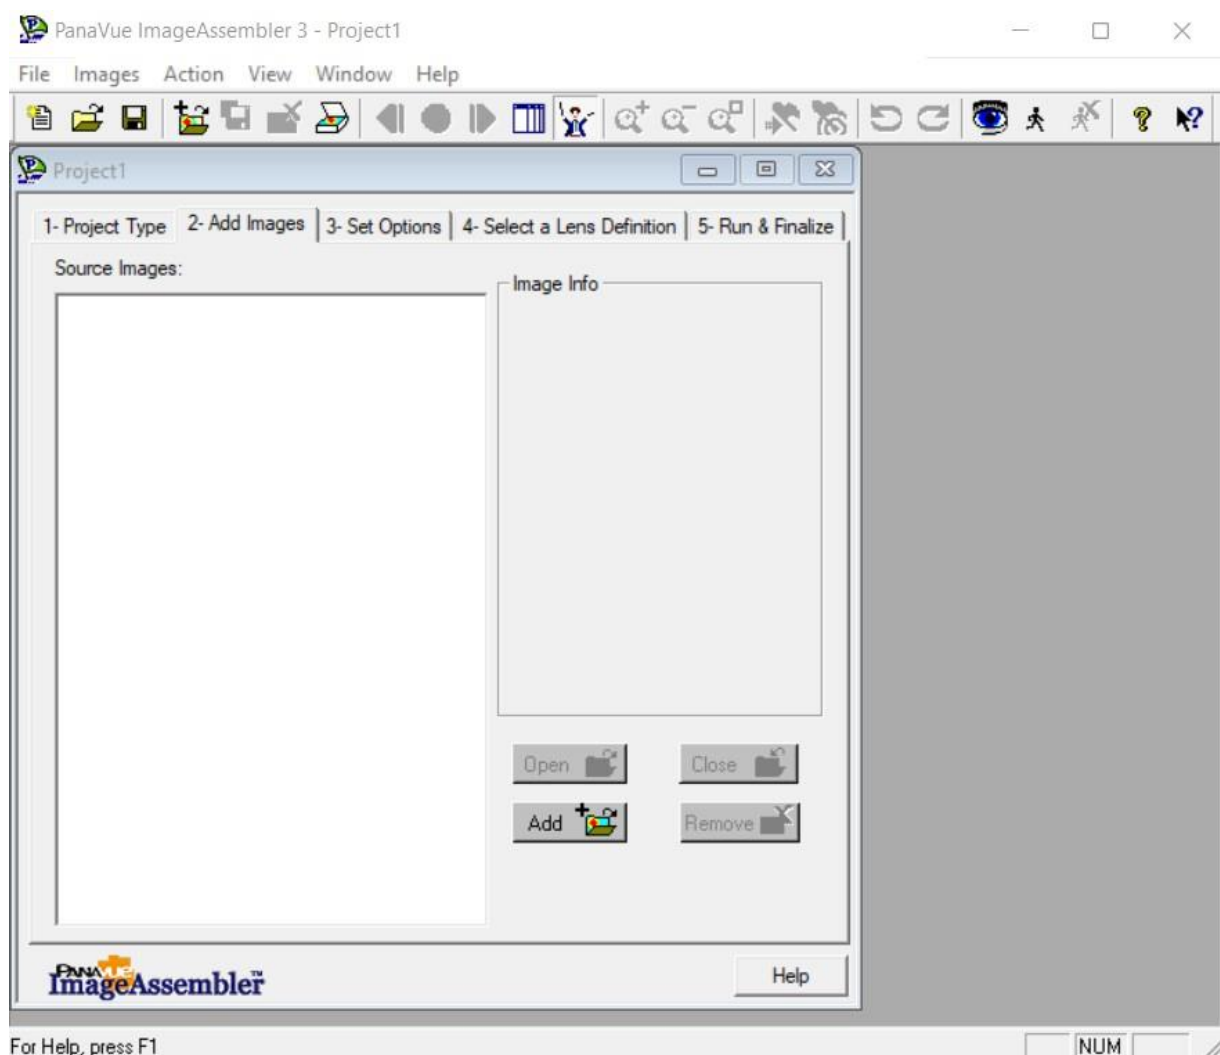 PanaVue ImageAssembler 3 - Project1
File Images Action View Window Help
Project1
1- Project Type 2- Add Images 3- Set Options 4- Select a Lens Definition 5- Run & Finalize
Source Images:
Image Info
Open Close
Add Remove
PANAVUE
ImageAssembler™
Help
For Help, press F1
NUM